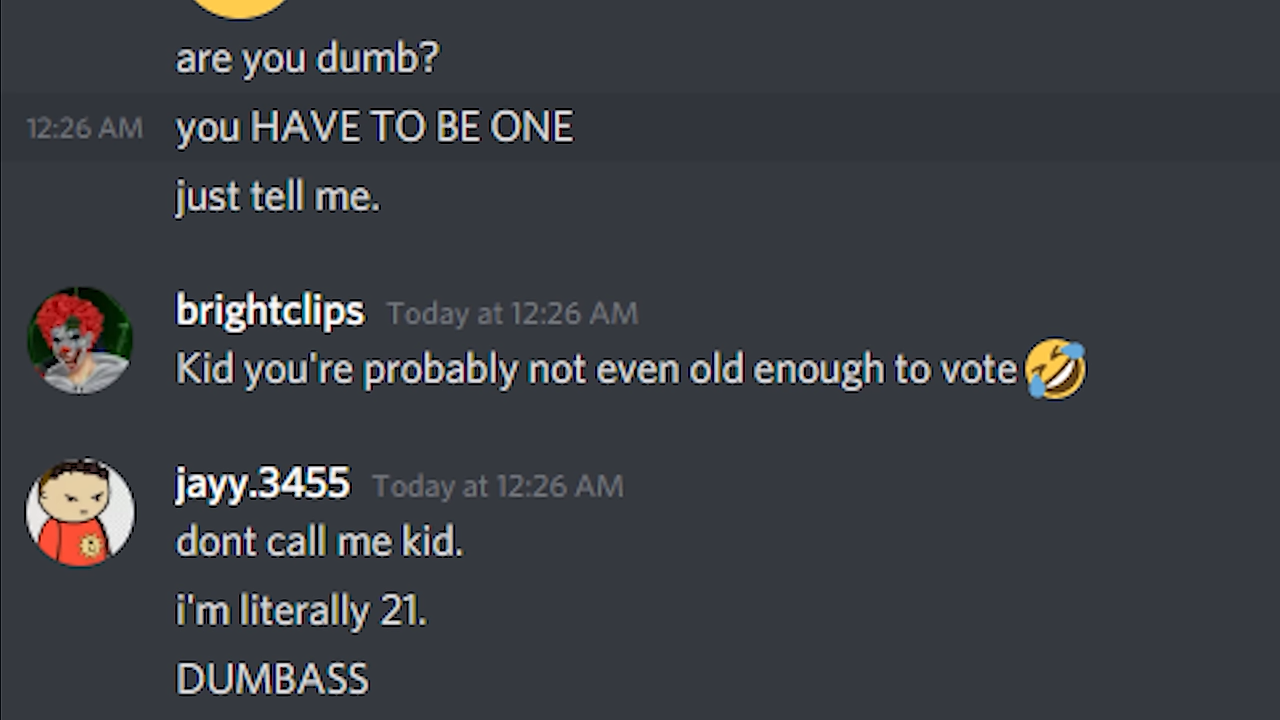 are you dumb?
12:26 AM you HAVE TO BE ONE
just tell me.
brightclips Today at 12:26 AM
Kid you're probably not even old enough to vote🤣
jayy.3455 Today at 12:26 AM
dont call me kid.
i'm literally 21.
DUMBASS